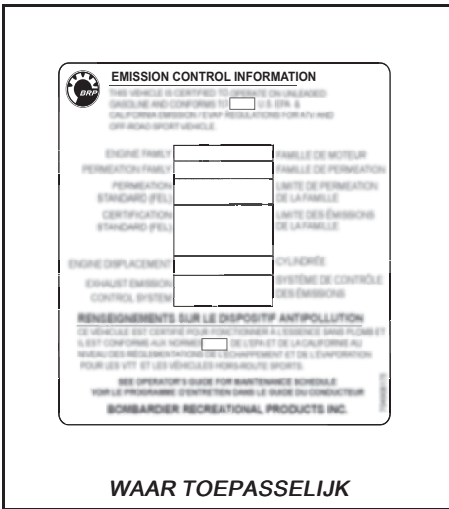 BRP
EMISSION CONTROL INFORMATION
THIS VEHICLE IS CERTIFIED TO OPERATE ON UNLEADED
GASOLINE AND CONFORMS TO U.S. EPA &
CALIFORNIA EMISSION / EVAP REGULATIONS FOR ATV AND
OFF-ROAD SPORT VEHICLE.
ENGINE FAMILY FAMILLE DE MOTEUR
PERMEATION FAMILY FAMILLE DE PERMEATION
PERMEATION LIMITE DE PERMEATION
STANDARD (FEL) DE LA FAMILLE
CERTIFICATION LIMITE DES ÉMISSIONS
STANDARD (FEL) DE LA FAMILLE
ENGINE DISPLACEMENT CYLINDRÉE
EXHAUST EMISSION SYSTÈME DE CONTRÔLE
CONTROL SYSTEM DES ÉMISSIONS
RENSEIGNEMENTS SUR LE DISPOSITIF ANTIPOLLUTION
CE VÉHICULE EST CERTIFIÉ POUR FONCTIONNER À L'ESSENCE SANS PLOMB ET
IL EST CONFORME AUX NORMES DE L'EPA ET DE LA CALIFORNIE AU
NIVEAU DES RÉGLEMENTATIONS DE L'ÉCHAPPEMENT ET DE L'ÉVAPORATION
POUR LES VTT ET LES VÉHICULES HORS-ROUTE SPORTS.
SEE OPERATOR'S GUIDE FOR MAINTENANCE SCHEDULE
VOIR LE PROGRAMME D'ENTRETIEN DANS LE GUIDE DU CONDUCTEUR
BOMBARDIER RECREATIONAL PRODUCTS INC.
WAAR TOEPASSELIJK